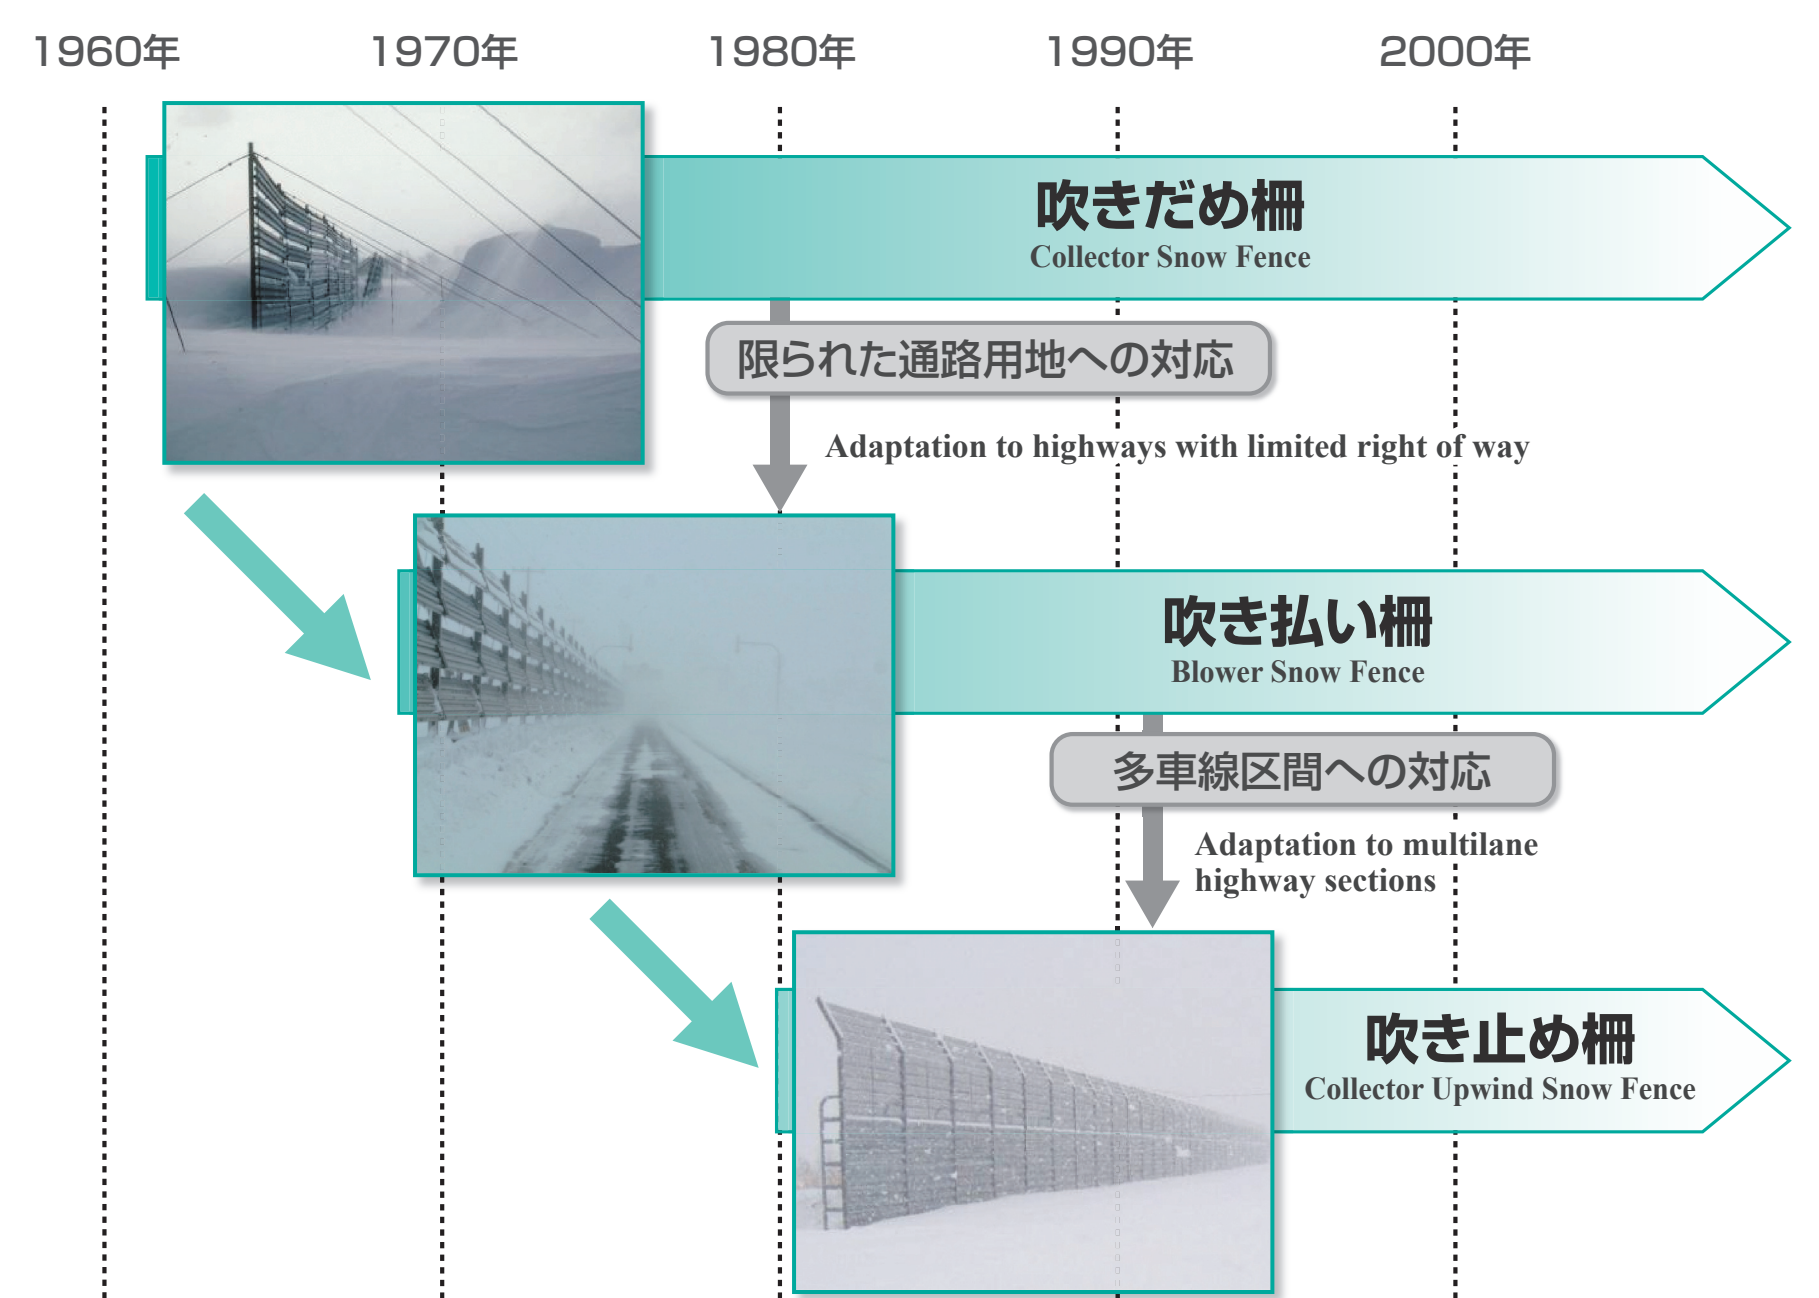 1960年
1970年
1980年
1990年
2000年
吹きだめ柵
Collector Snow Fence
限られた通路用地への対応
Adaptation to highways with limited right of way
吹き払い柵
Blower Snow Fence
多車線区間への対応
Adaptation to multilane
highway sections
吹き止め柵
Collector Upwind Snow Fence